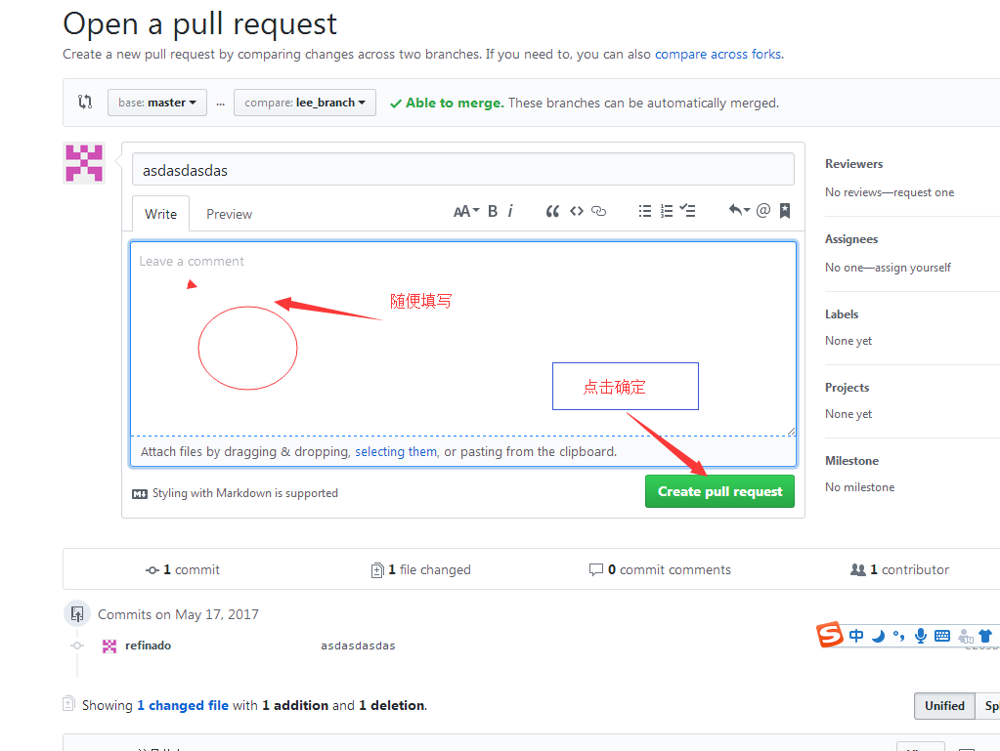 Open a pull request
Create a new pull request by comparing changes across two branches. If you need to, you can also compare across forks.
base: master ... compare: lee_branch Able to merge. These branches can be automatically merged.
asdasdasdas
Write Preview AA B i
Leave a comment
随便填写
点击确定
Attach files by dragging & dropping, selecting them, or pasting from the clipboard.
Styling with Markdown is supported
Create pull request
Reviewers
No reviews—request one
Assignees
No one—assign yourself
Labels
None yet
Projects
None yet
Milestone
No milestone
1 commit 1 file changed 0 commit comments 1 contributor
Commits on May 17, 2017
refinado asdasdasdas
中
Showing 1 changed file with 1 addition and 1 deletion.
Unified Sp